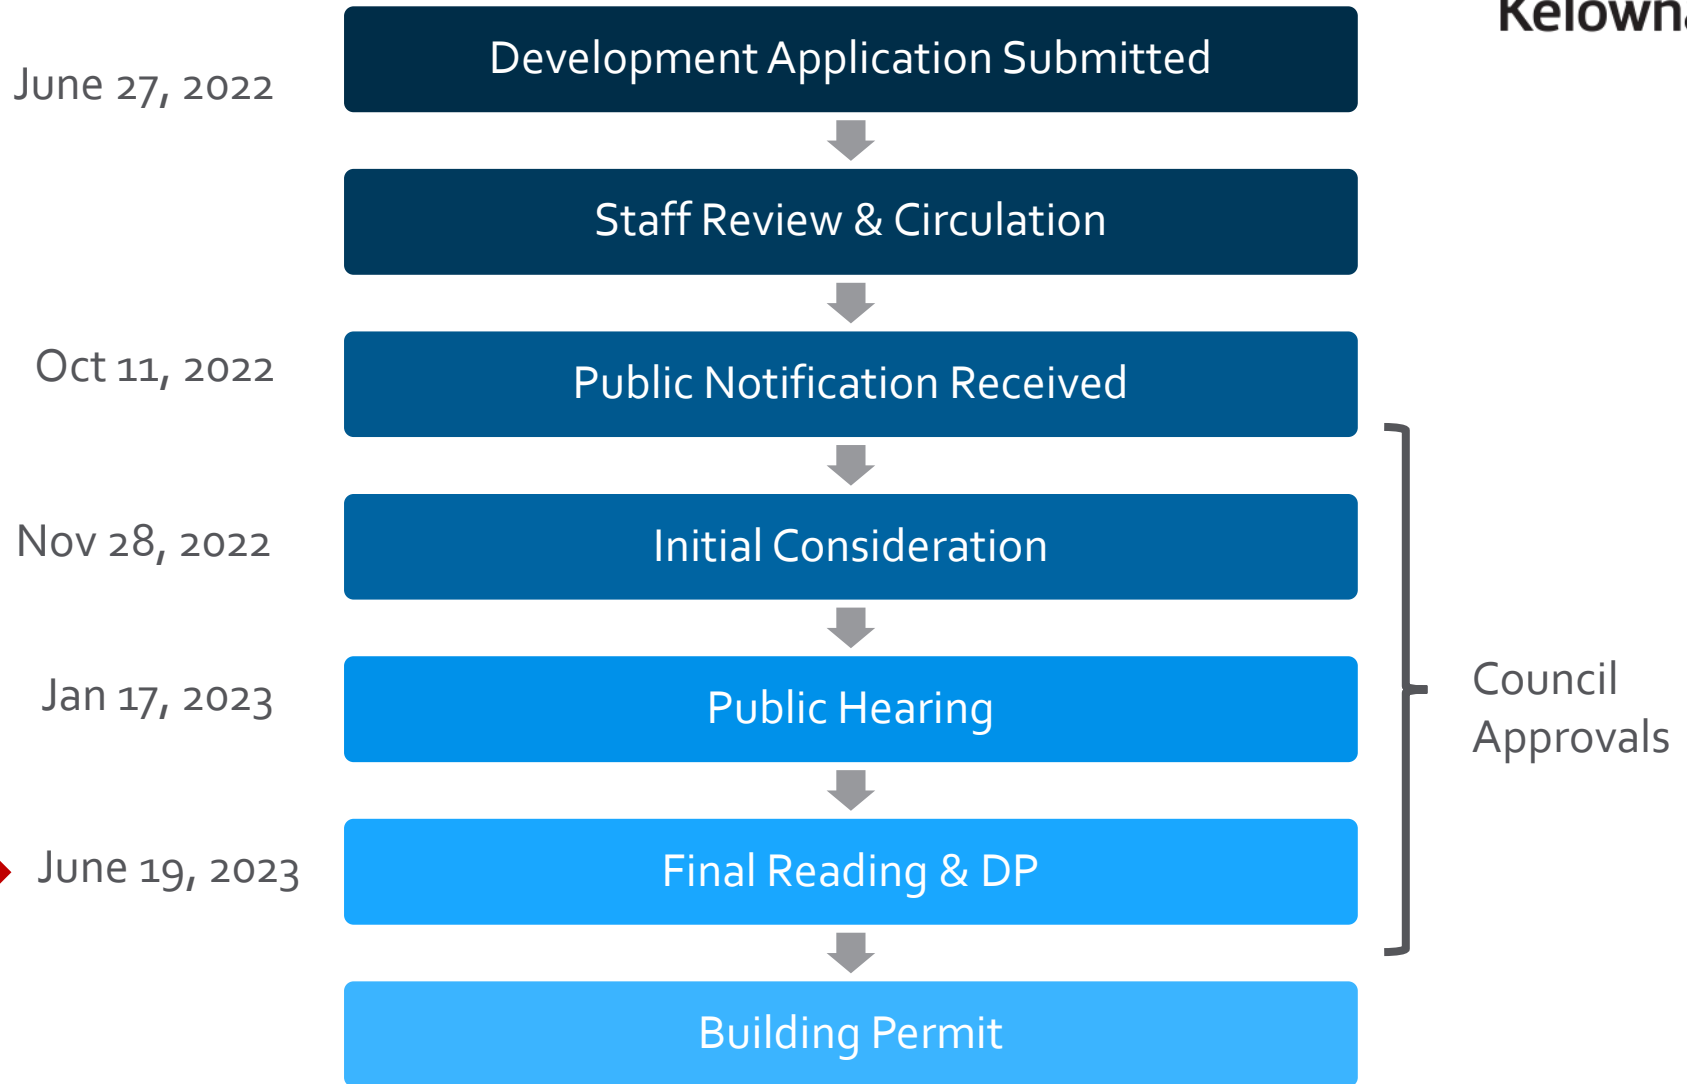 Kelowna
June 27, 2022
Development Application Submitted
Staff Review & Circulation
Oct 11, 2022
Public Notification Received
Nov 28, 2022
Initial Consideration
Jan 17, 2023
Public Hearing
Council
Approvals
June 19, 2023
Final Reading & DP
Building Permit